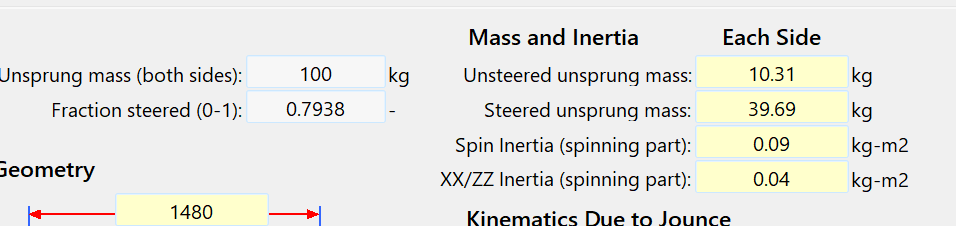 Mass and Inertia Each Side
Unsprung mass (both sides): 100 kg Unsteered unsprung mass: 10.31 kg
Fraction steered (0-1): 0.7938 - Steered unsprung mass: 39.69 kg
Spin Inertia (spinning part): 0.09 kg-m2
Geometry XX/ZZ Inertia (spinning part): 0.04 kg-m2
1480 Kinematics Due to Jounce